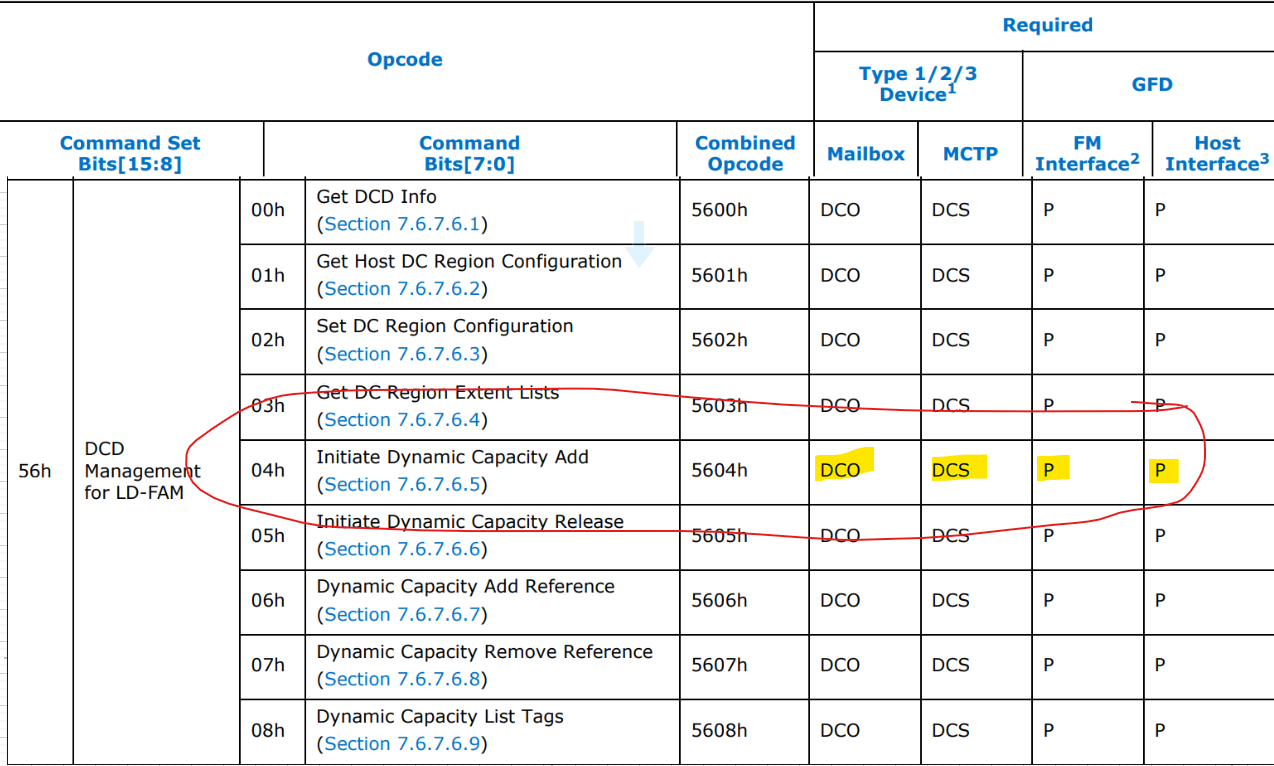 Opcode
Required
Type 1/2/3
Device1
GFD
Command Set
Bits[15:8]
Command
Bits[7:0]
Combined
Opcode
Mailbox
MCTP
FM
Interface2
Host
Interface3
56h
DCD
Management
for LD-FAM
00h
Get DCD Info
(Section 7.6.7.6.1)
5600h
DCO
DCS
P
P
01h
Get Host DC Region Configuration
(Section 7.6.7.6.2)
5601h
DCO
DCS
P
P
02h
Set DC Region Configuration
(Section 7.6.7.6.3)
5602h
DCO
DCS
P
P
03h
Get DC Region Extent Lists
(Section 7.6.7.6.4)
5603h
DCO
DCS
P
P
04h
Initiate Dynamic Capacity Add
(Section 7.6.7.6.5)
5604h
DCO
DCS
P
P
05h
Initiate Dynamic Capacity Release
(Section 7.6.7.6.6)
5605h
DCO
DCS
P
P
06h
Dynamic Capacity Add Reference
(Section 7.6.7.6.7)
5606h
DCO
DCS
P
P
07h
Dynamic Capacity Remove Reference
(Section 7.6.7.6.8)
5607h
DCO
DCS
P
P
08h
Dynamic Capacity List Tags
(Section 7.6.7.6.9)
5608h
DCO
DCS
P
P